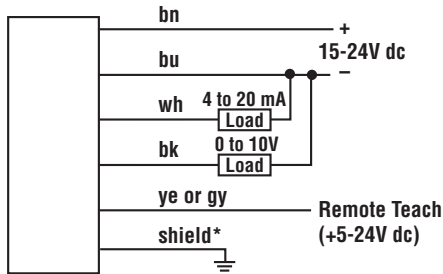 bn
+
15-24V dc
bu
–
wh
4 to 20 mA
Load
bk
0 to 10V
Load
ye or gy
Remote Teach
(+5-24V dc)
shield*